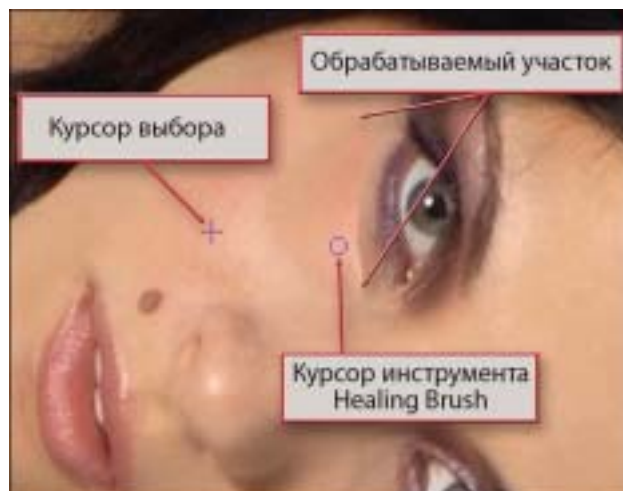 Обрабатываемый участок
Курсор выбора
Курсор инструмента
Healing Brush